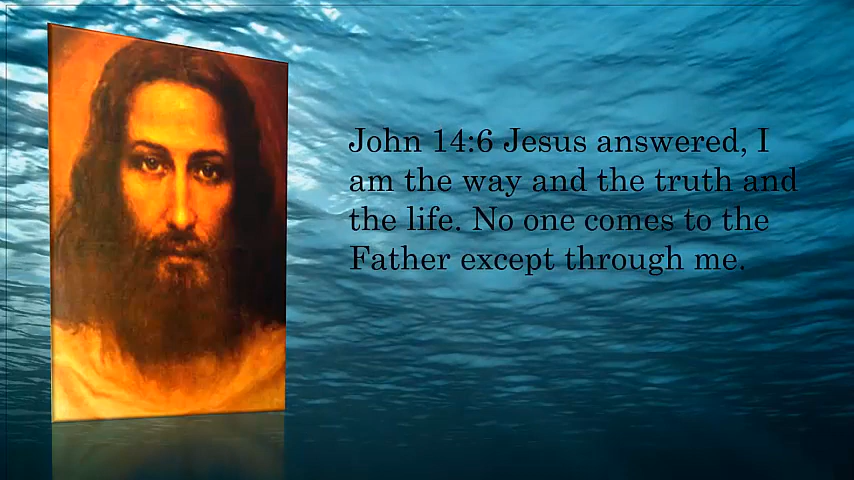 John 14:6 Jesus answered, I
am the way and the truth and
the life. No one comes to the
Father except through me.